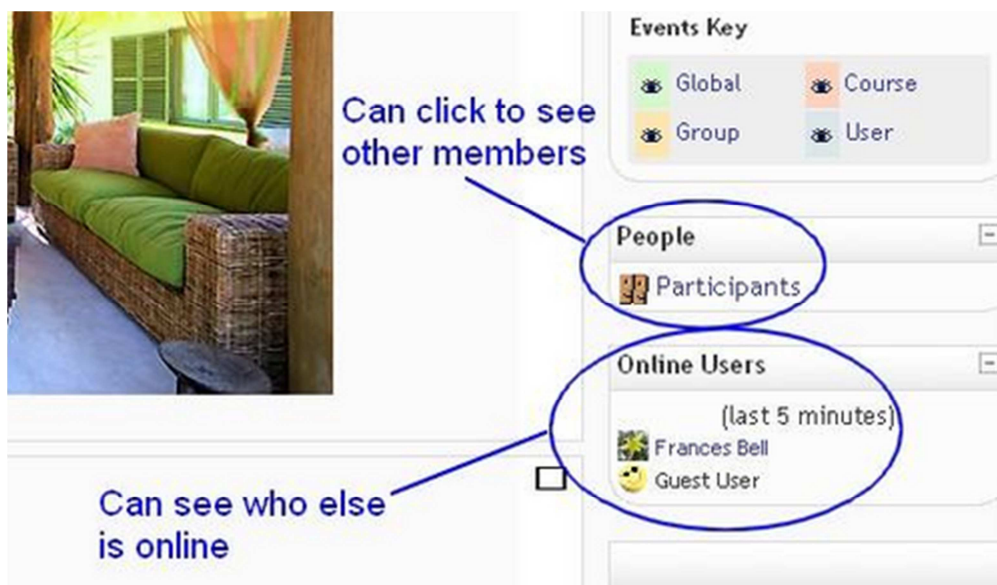 Events Key
Global
Course
Group
User
Can click to see
other members
People
Participants
Online Users
(last 5 minutes)
Frances Bell
Guest User
Can see who else
is online